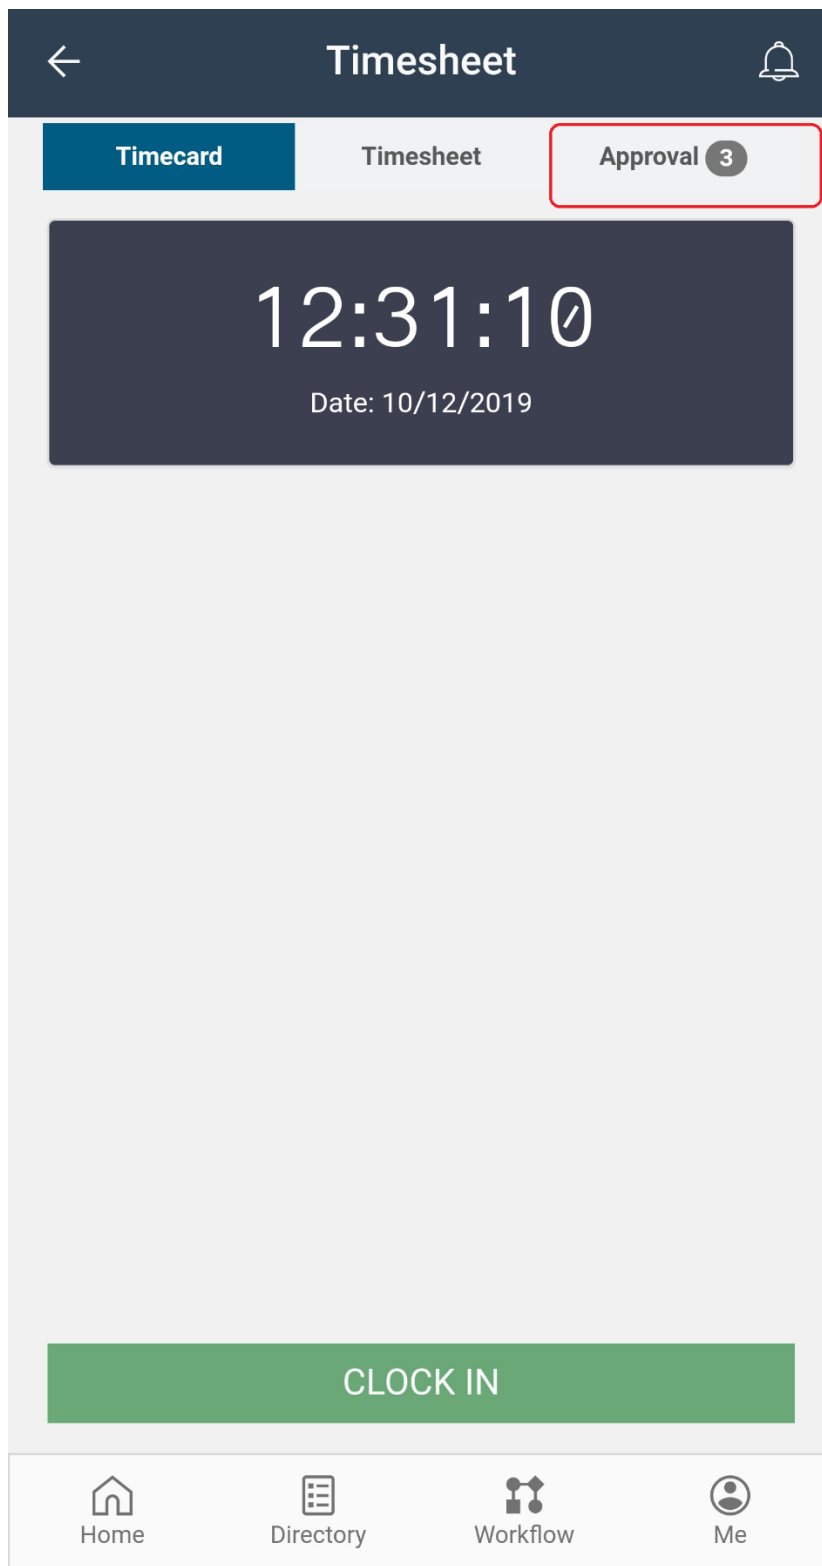 Timesheet
Timecard Timesheet Approval 3
12:31:10
Date: 10/12/2019
CLOCK IN
Home Directory Workflow Me